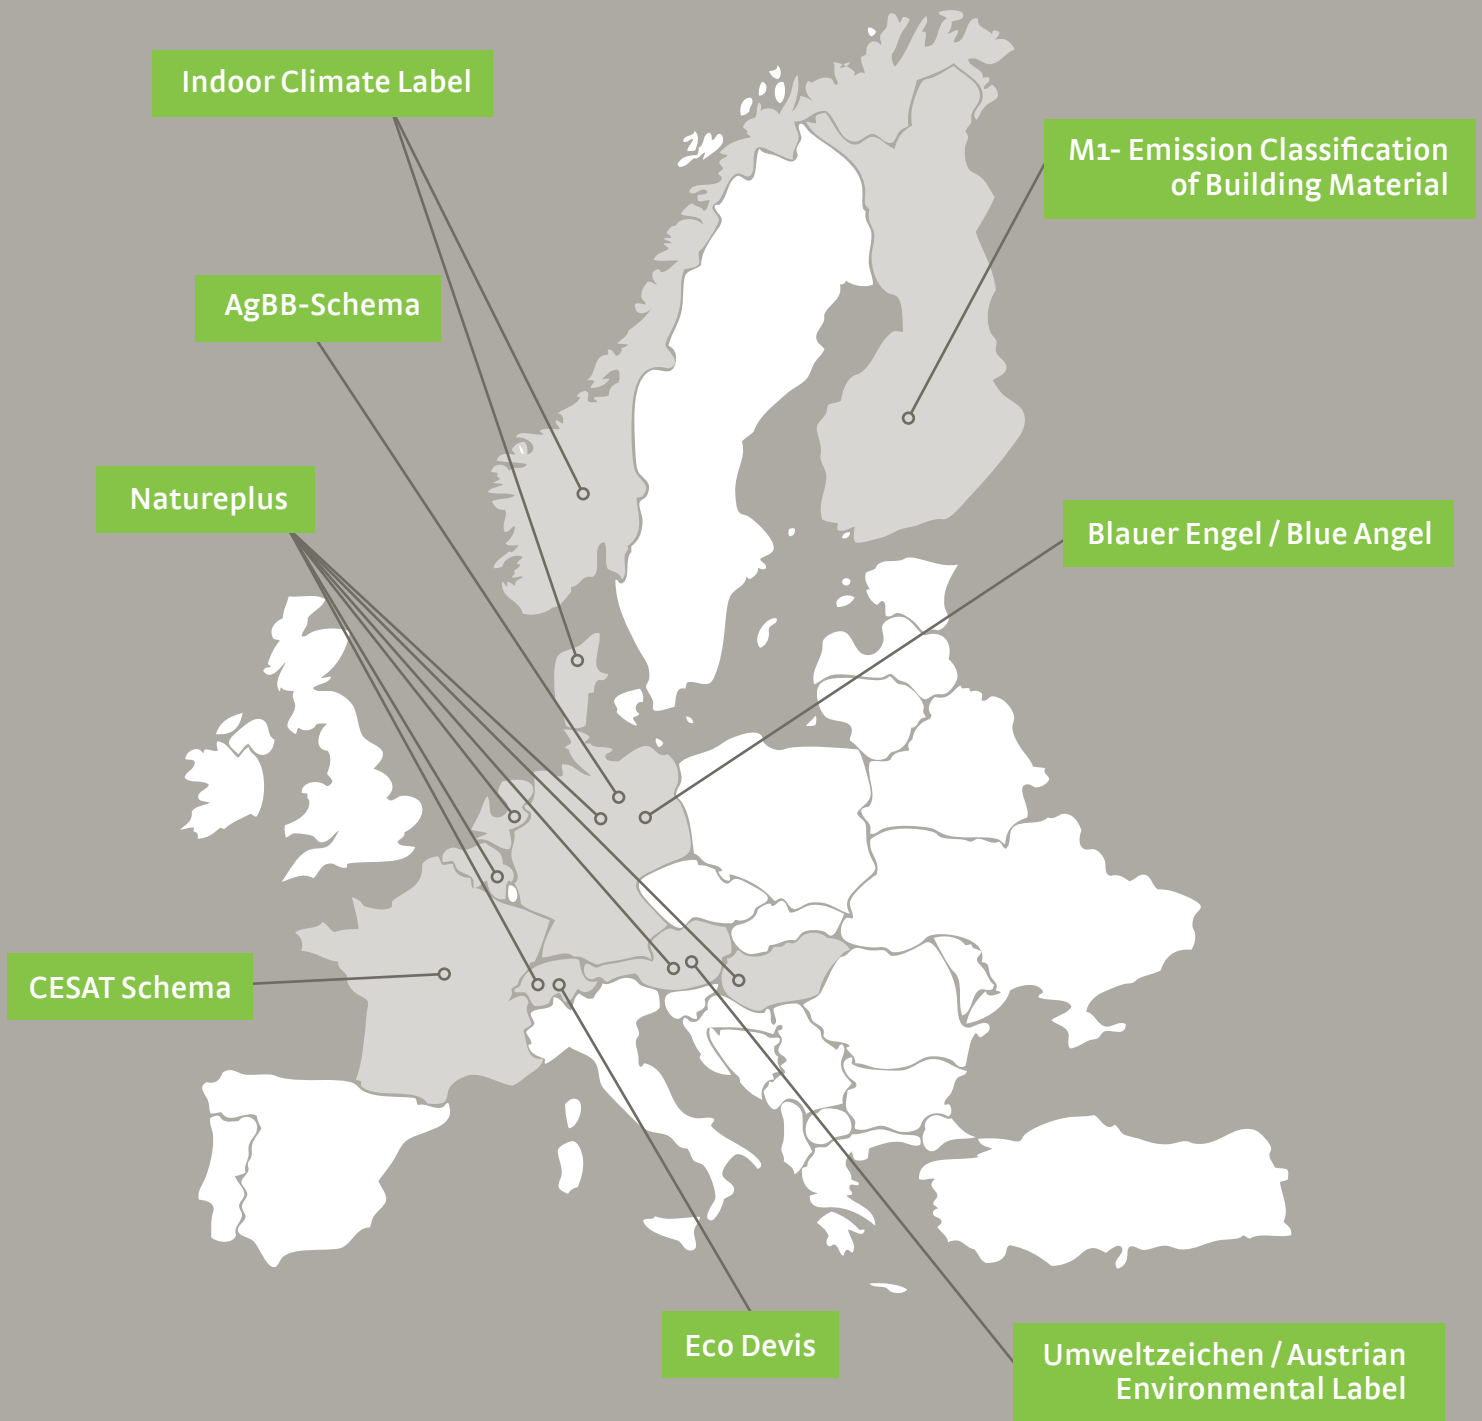 Indoor Climate Label
M1- Emission Classification
of Building Material
AgBB-Schema
Natureplus
Blauer Engel / Blue Angel
CESAT Schema
Eco Devis
Umweltzeichen / Austrian
Environmental Label